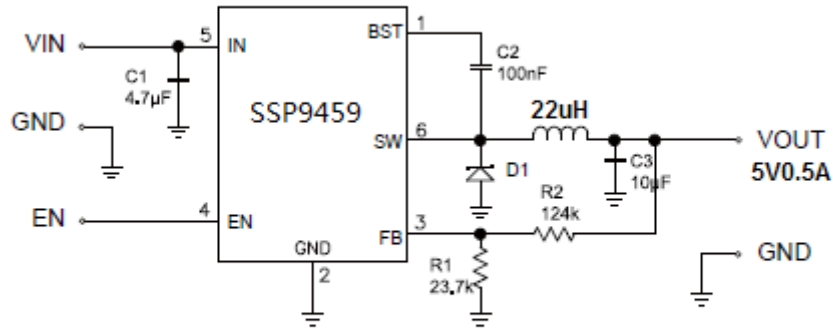 VIN
5
IN
BST
1
C1
4.7µF
C2
100nF
GND
SSP9459
22uH
SW
6
VOUT
5V0.5A
D1
C3
10µF
R2
124k
EN
4
EN
FB
3
GND
2
R1
23.7k
GND